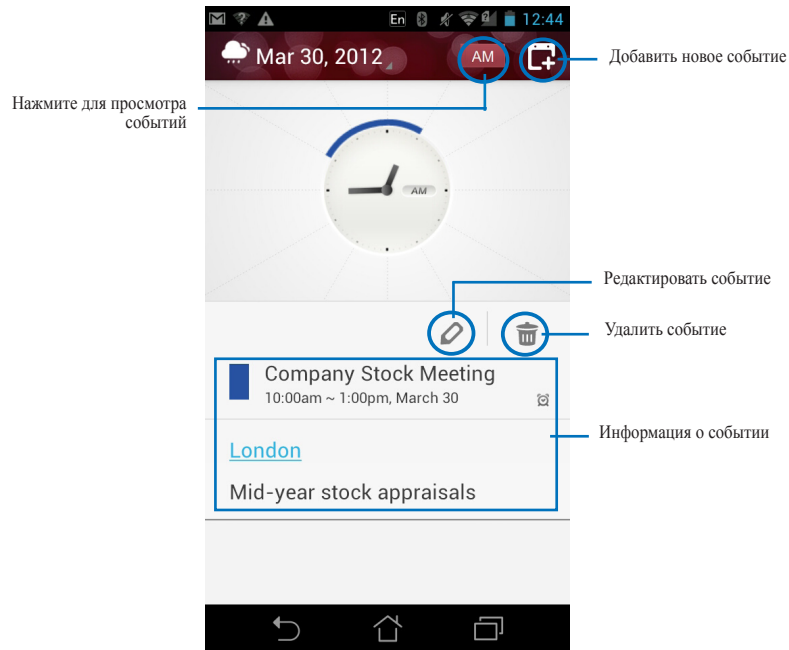 En 12:44
Mar 30, 2012 AM
Добавить новое событие
Нажмите для просмотра
событий
AM
Редактировать событие
Удалить событие
Company Stock Meeting
10:00am ~ 1:00pm, March 30
Информация о событии
London
Mid-year stock appraisals